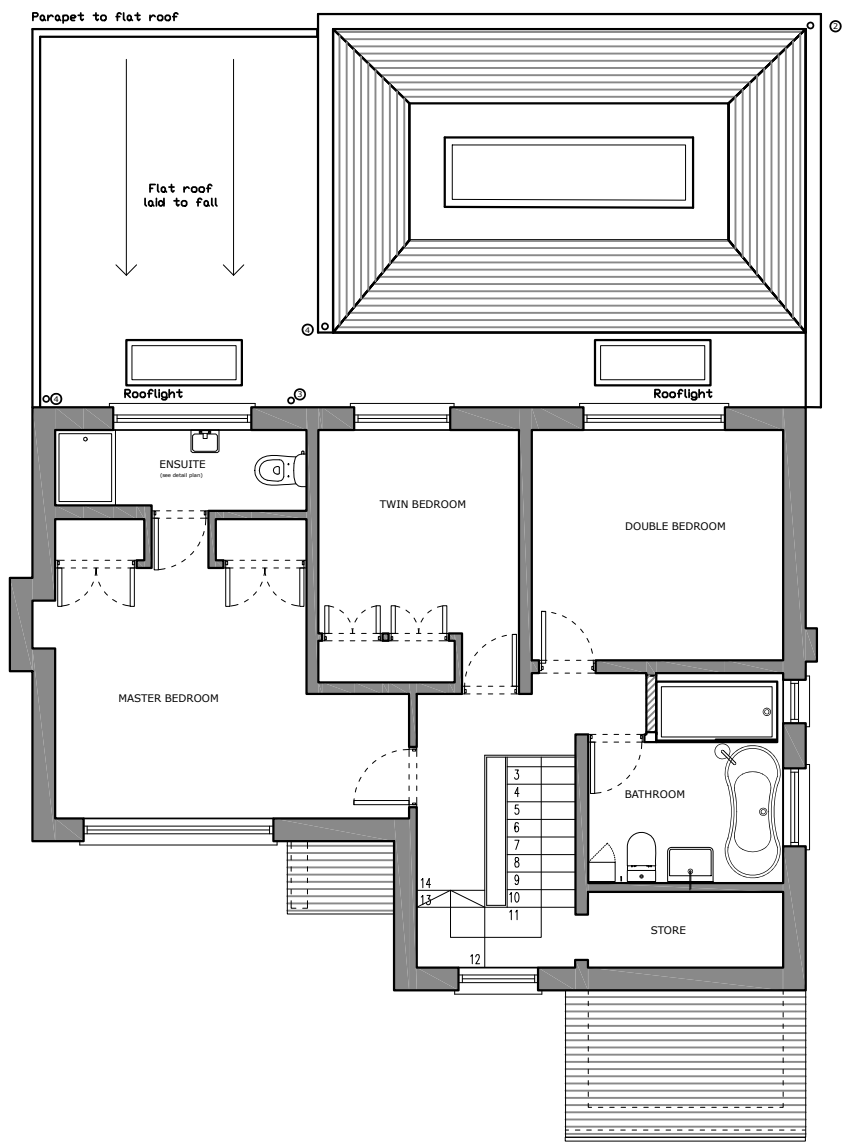 Parapet to flat roof
2
Flat roof
laid to fall
4
Rooflight
Rooflight
4
3
ENSUITE
(see detail plan)
TWIN BEDROOM
DOUBLE BEDROOM
MASTER BEDROOM
3
4
5
6
7
8
9
10
11
14
13
12
BATHROOM
STORE